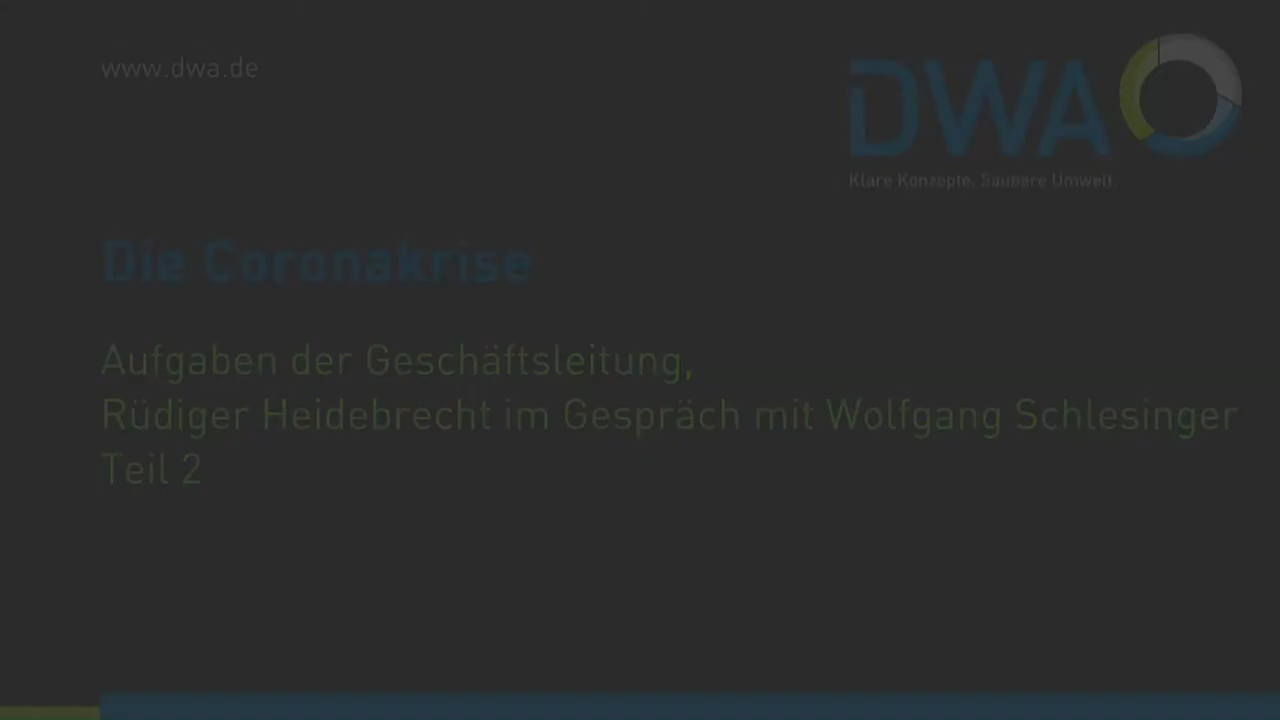 www.dwa.de
DWA
Klare Konzepte. Saubere Umwelt.
Die Coronakrise
Aufgaben der Geschäftsleitung,
Rüdiger Heidebrecht im Gespräch mit Wolfgang Schlesinger
Teil 2